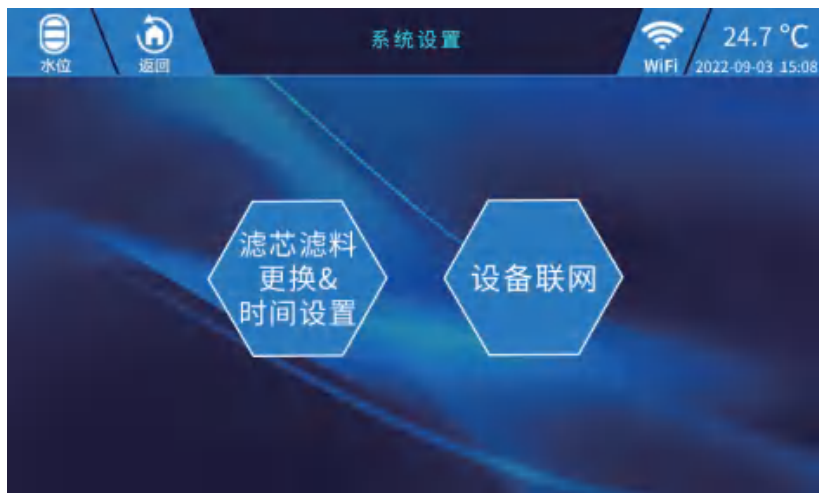 系统设置
24.7 ℃
水位
返回
WiFi
2022-09-03 15:08
滤芯滤料
更换&
时间设置
设备联网